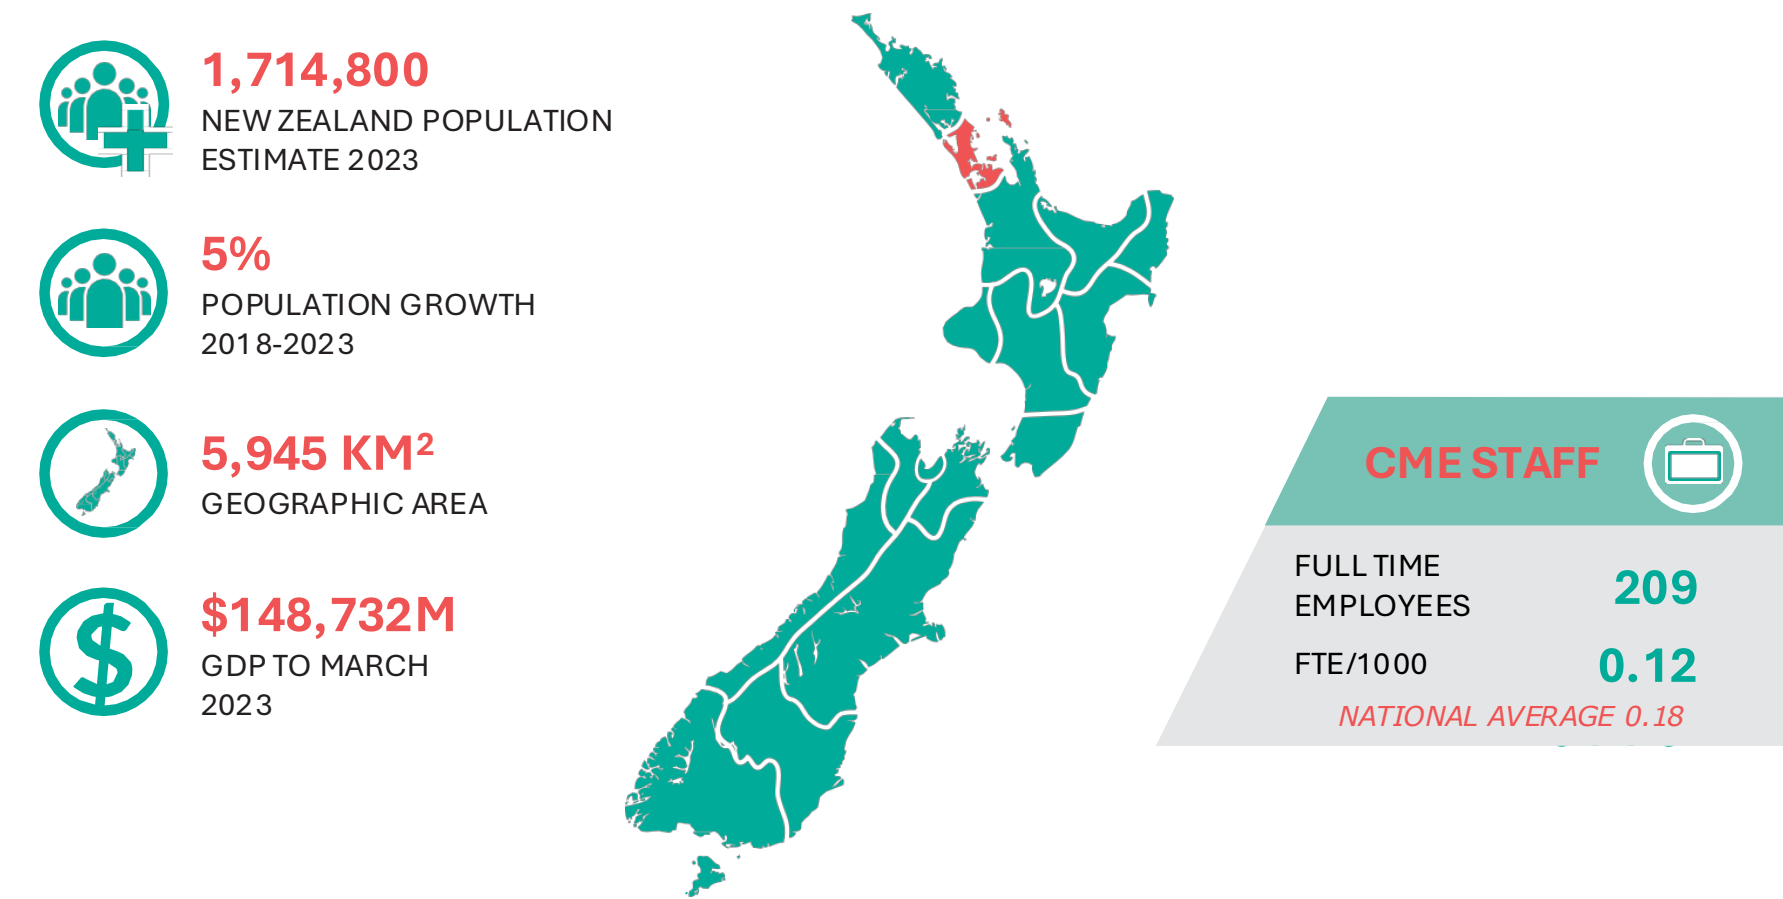 1,714,800
NEW ZEALAND POPULATION
ESTIMATE 2023
5%
POPULATION GROWTH
2018-2023
5,945 KM²
GEOGRAPHIC AREA
$148,732M
GDP TO MARCH
2023
CME STAFF
FULL TIME
EMPLOYEES
209
FTE/1000
0.12
NATIONAL AVERAGE 0.18